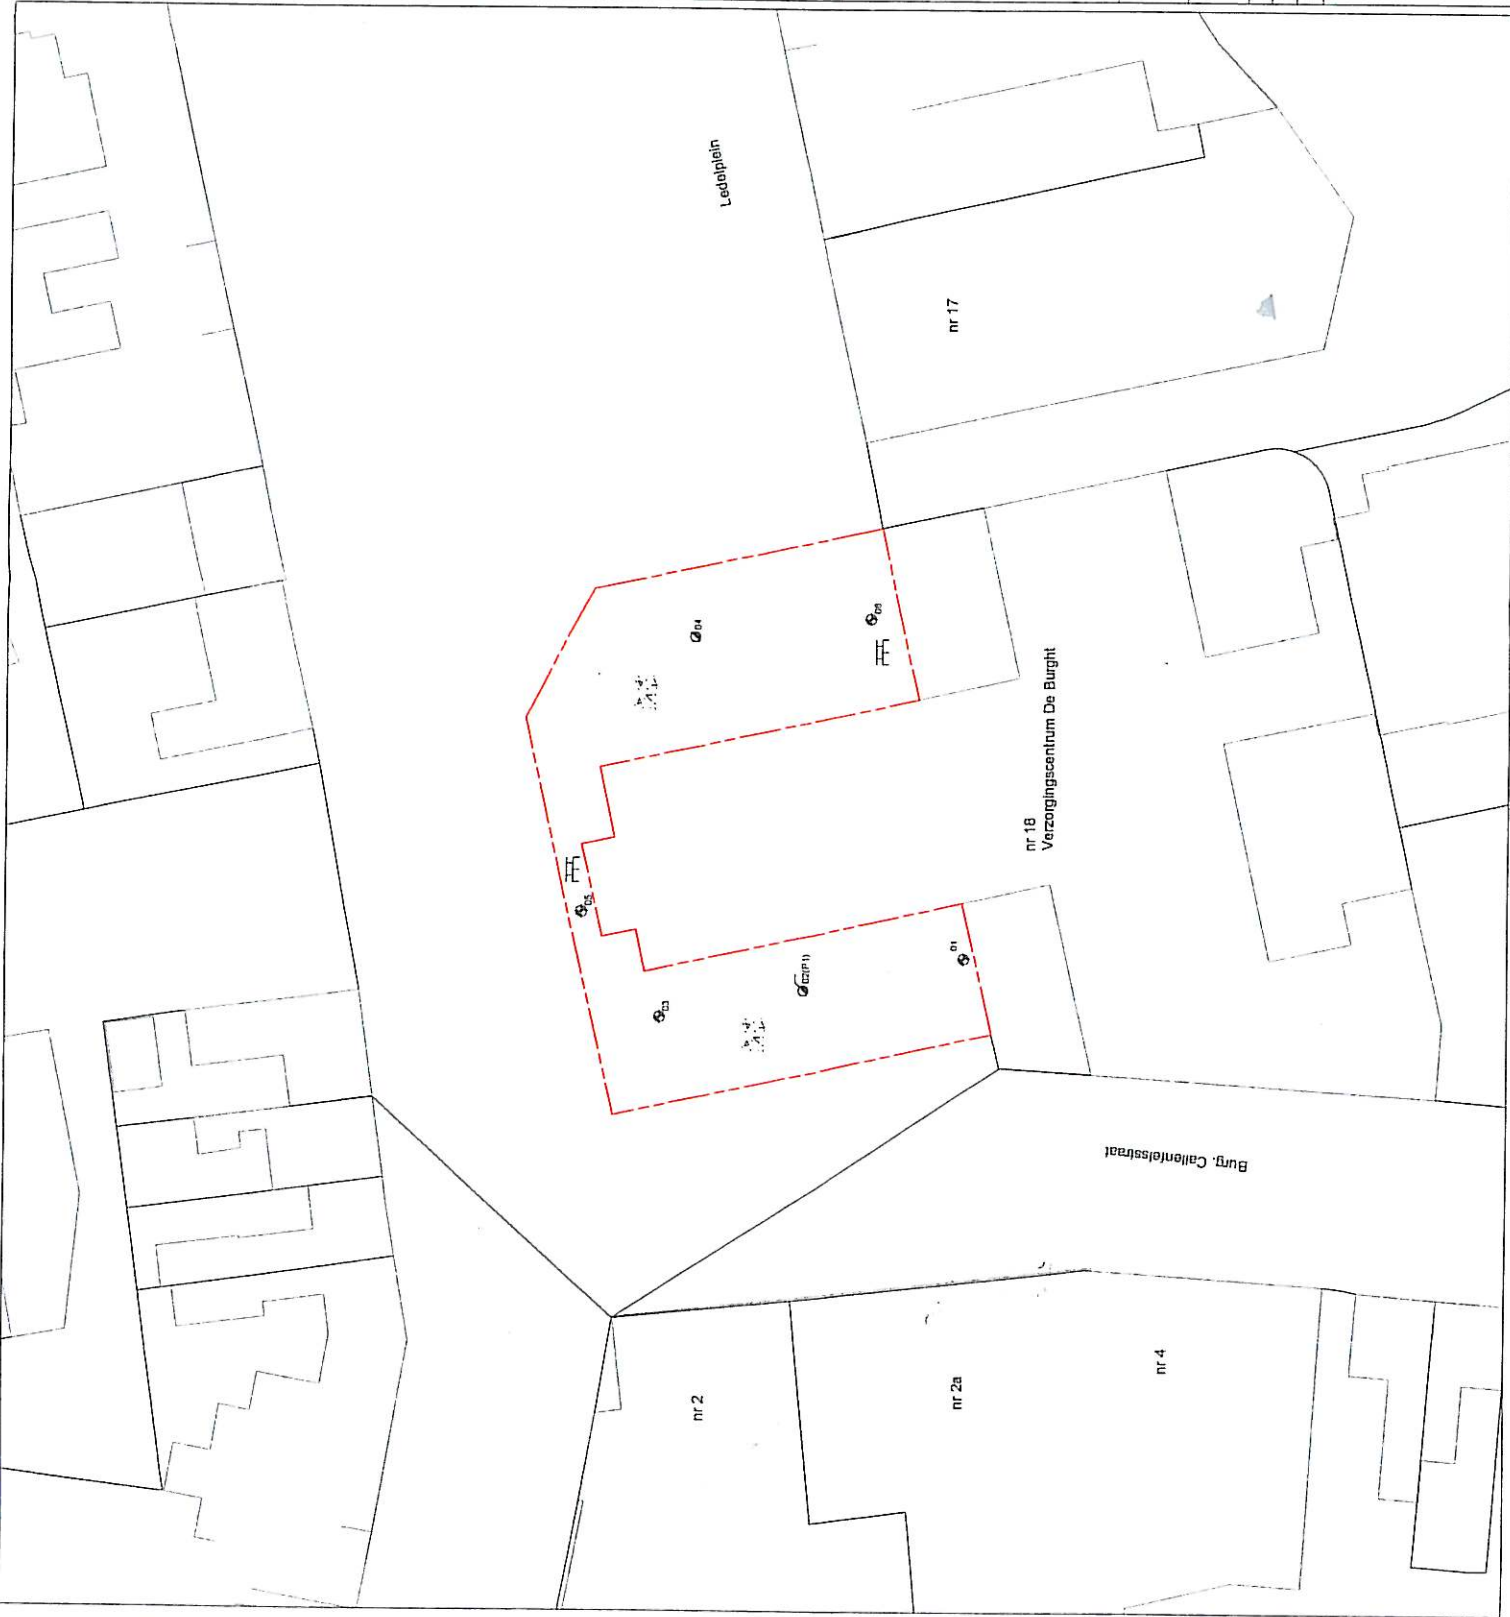 Ledelplein
nr 17
04
06
nr 18
Verzorgingscentrum De Burght
05
03
02(P1)
01
Burg. Callenfelsstraat
nr 2
nr 2a
nr 4